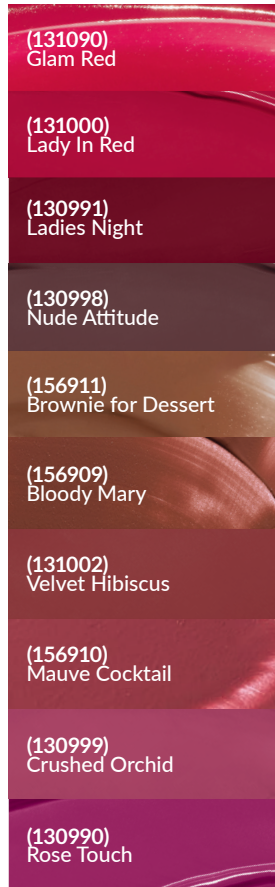 (131090)
Glam Red
(131000)
Lady In Red
(130991)
Ladies Night
(130998)
Nude Attitude
(156911)
Brownie for Dessert
(156909)
Bloody Mary
(131002)
Velvet Hibiscus
(156910)
Mauve Cocktail
(130999)
Crushed Orchid
(130990)
Rose Touch